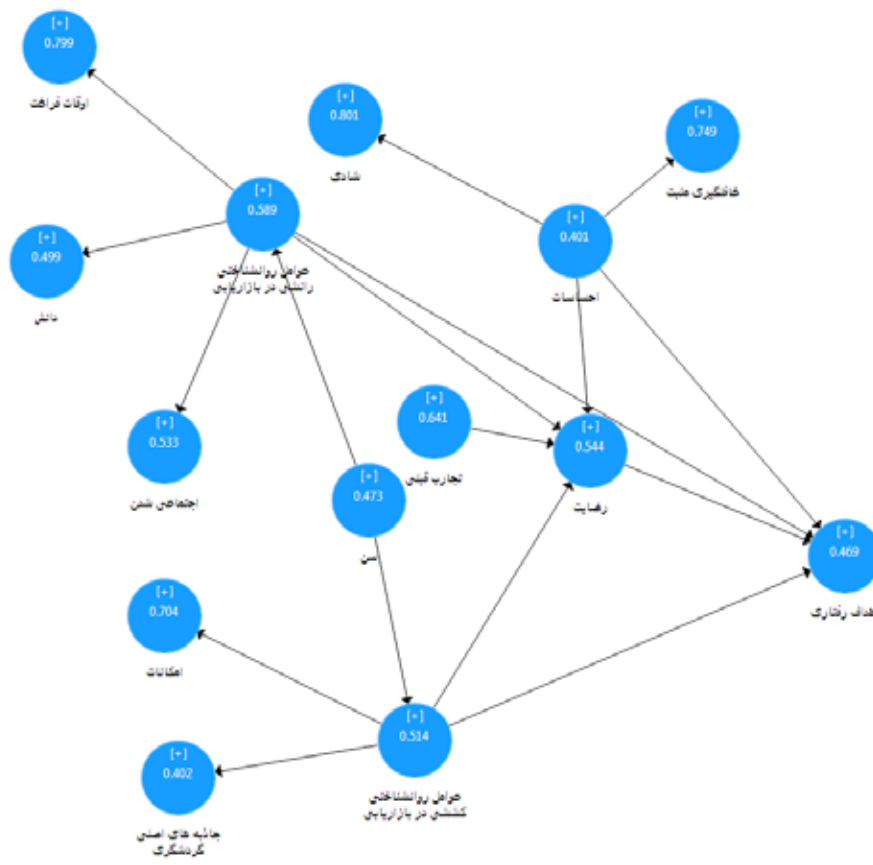 [+]
0.799
اوقات فراغت
[+]
0.801
شادی
[+]
0.749
غافلگیری مثبت
[+]
0.589
عوامل روانشناختی
رانشی در بازاریابی
[+]
0.401
احساسات
[+]
0.499
دانش
[+]
0.533
اجتماعی شدن
[+]
0.641
تجارب قبلی
[+]
0.544
رضایت
[+]
0.473
سن
[+]
0.469
هداف رفتاری
[+]
0.704
امکانات
[+]
0.514
عوامل روانشناختی
کششی در بازاریابی
[+]
0.402
جاذبه های اصلی
گردشگری